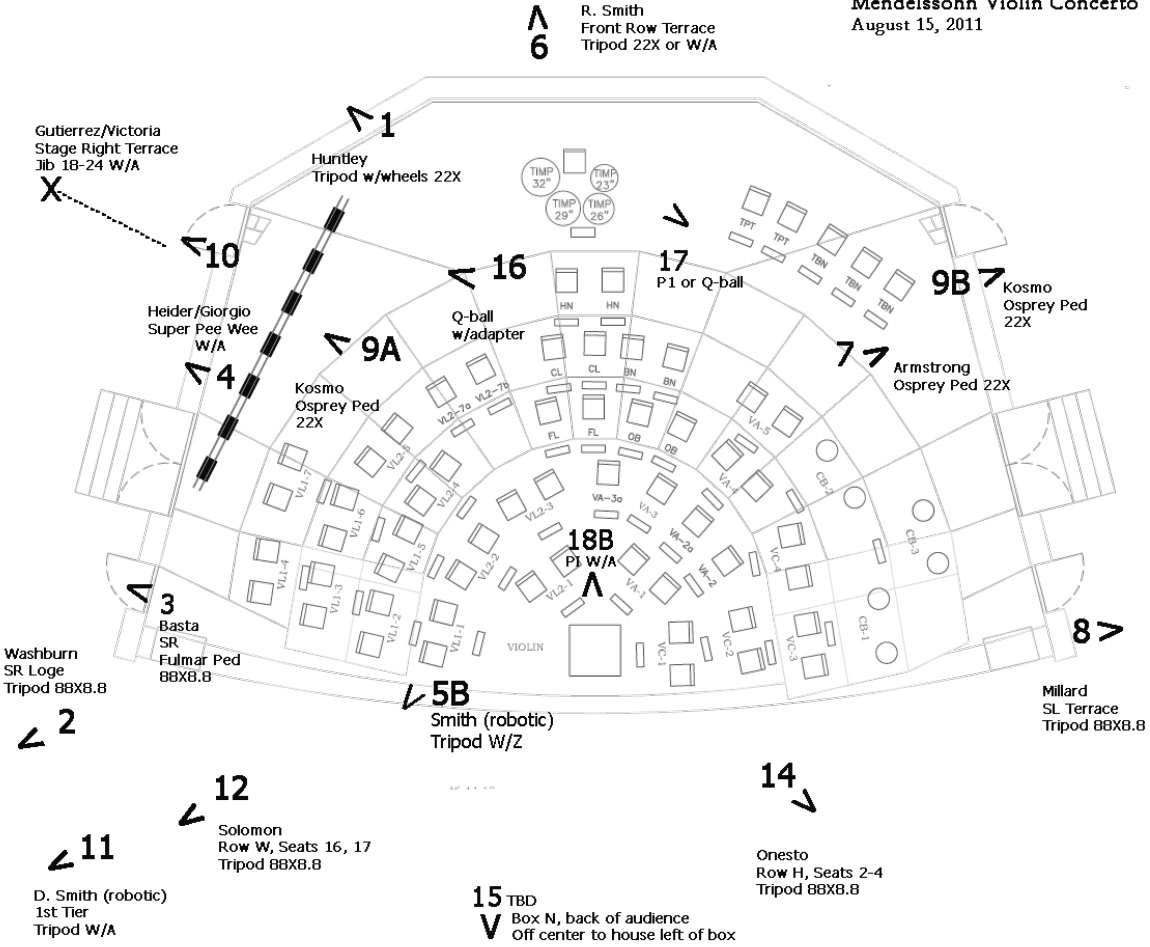 Mendelssohn Violin Concerto
August 15, 2011
R. Smith
Front Row Terrace
Tripod 22X or W/A
6
1
Huntley
Tripod w/wheels 22X
Gutierrez/Victoria
Stage Right Terrace
Jib 18-24 W/A
X
10
Heider/Giorgio
Super Pee Wee
W/A
4
9A
Kosmo
Osprey Ped
22X
16
Q-ball
w/adapter
17
P1 or Q-ball
9B
Kosmo
Osprey Ped
22X
7
Armstrong
Osprey Ped 22X
TIMP
32"
TIMP
23"
TIMP
29"
TIMP
26"
TPT
TPT
TBN
TBN
TBN
HN
HN
CL
CL
BN
BN
FL
FL
OB
OB
VL2-7a
VL2-7b
VL2-5
VL2-4
VL2-3
VL2-2
VL2-1
VL1-7
VL1-6
VL1-5
VL1-4
VL1-3
VL1-2
VL1-1
VA-5
VA-4
VA-3a
VA-3
VA-2a
VA-2
VA-1
VC-4
VC-3
VC-2
VC-1
CB-2
CB-3
CB-1
18B
PI W/A
VIOLIN
3
Basta
SR
Fulmar Ped
88X8.8
Washburn
SR Loge
Tripod 88X8.8
2
5B
Smith (robotic)
Tripod W/Z
8
Millard
SL Terrace
Tripod 88X8.8
12
Solomon
Row W, Seats 16, 17
Tripod 88X8.8
11
D. Smith (robotic)
1st Tier
Tripod W/A
14
Onesto
Row H, Seats 2-4
Tripod 88X8.8
15 TBD
Box N, back of audience
Off center to house left of box